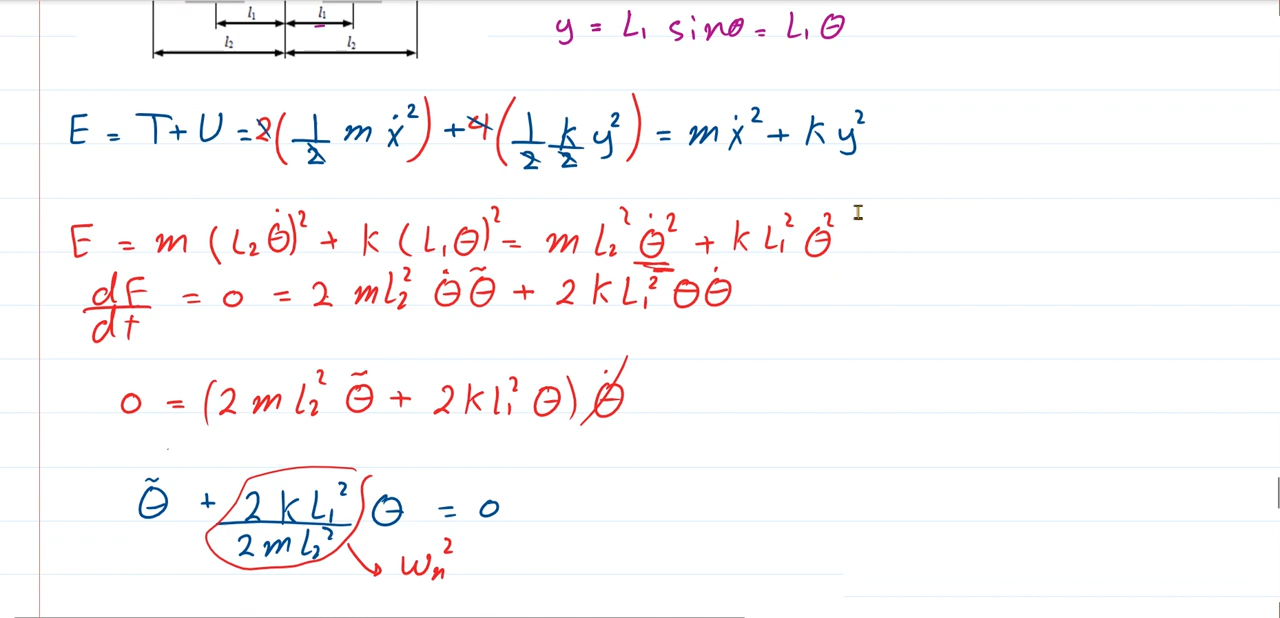 l₁ l₁
l₂ l₂
y = L₁ sinθ = L₁ θ
E = T+U = 2(1/2 m ẋ²) + 4(1/2 k/2 y²) = mẋ² + k y²
E = m (L₂ θ̇)² + k (L₁ θ)² = m L₂² θ̇² + k L₁² θ²
dE/dt = 0 = 2 m L₂² θ̇ θ̈ + 2 k L₁² θ θ̇
0 = (2 m L₂² θ̈ + 2 k L₁² θ) θ̇
θ̈ + 2 k L₁² / 2 m L₂² θ = 0
ωₙ²